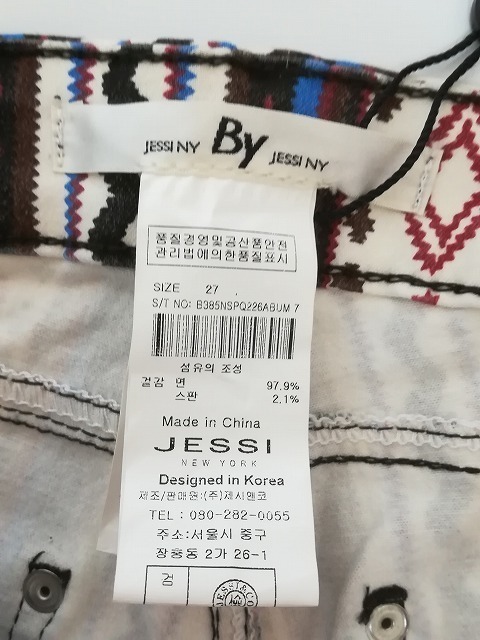 JESSI NY By JESSI NY
품질경영및공산품안전
관리법에의한품질표시
SIZE 27
S/T NO: B385NSPQ226ABUM 7
섬유의 조성
겉감 면 97.9%
스판 2.1%
Made in China
JESSI
NEW YORK
Designed in Korea
제조/판매원:(주)제시앤코
TEL : 080-282-0055
주소:서울시 중구
장충동 2가 26-1
검
JESSI&CO